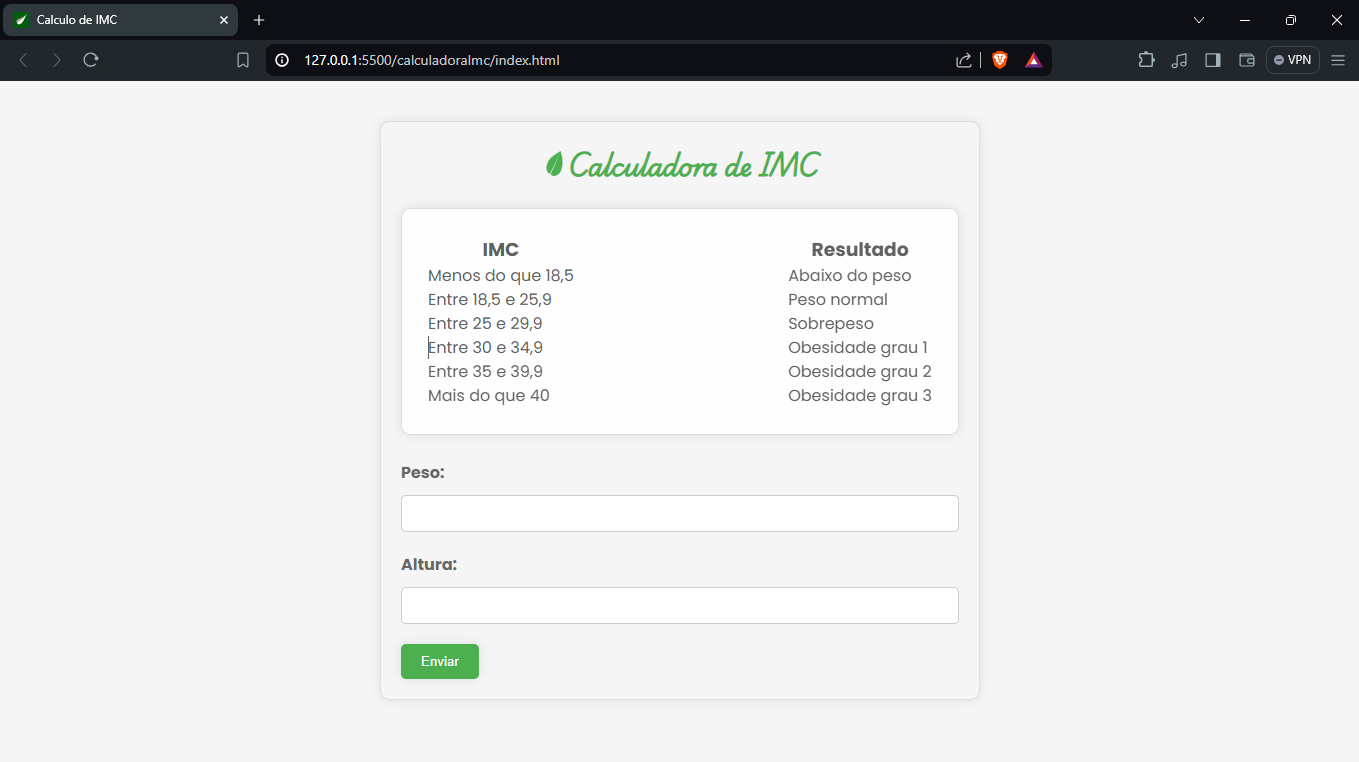 Calculo de IMC
127.0.0.1:5500/calculadoraImc/index.html
VPN
Calculadora de IMC
IMC Resultado
Menos do que 18,5 Abaixo do peso
Entre 18,5 e 25,9 Peso normal
Entre 25 e 29,9 Sobrepeso
Entre 30 e 34,9 Obesidade grau 1
Entre 35 e 39,9 Obesidade grau 2
Mais do que 40 Obesidade grau 3
Peso:
Altura:
Enviar